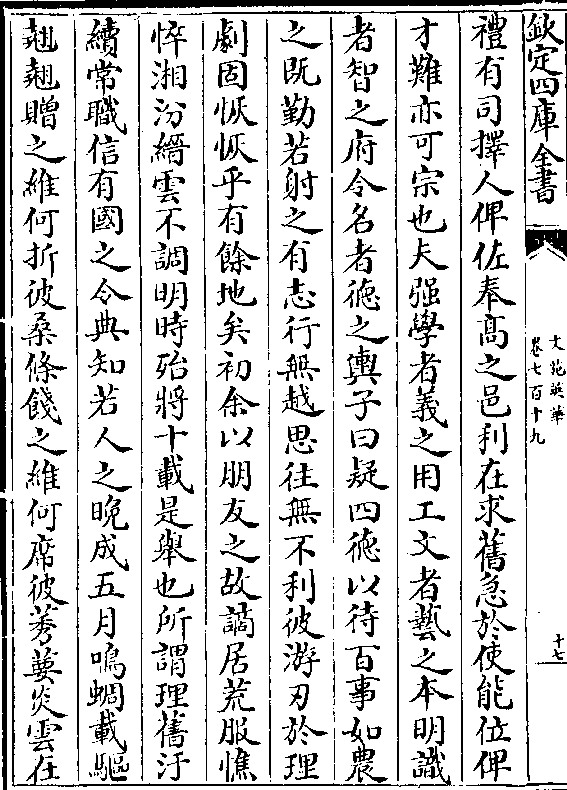 欽定四庫全書
文苑英華
卷七百十九
十七
禮有司擇人俾佐奉髙之邑利在求舊急於使能位俾
才難亦可宗也夫强學者義之用工文者藝之本明識
者智之府令名者徳之輿子曰疑四徳以待百事如農
之既勤若射之有志行無越思往無不利彼游刃於理
劇固恢恢乎有餘地矣初余以朋友之故謫居荒服憔
悴湘汾縉雲不調明時殆將十載是舉也所謂理舊汙
續常職信有國之令典知若人之晩成五月鳴蜩載驅
翹翹贈之維何折彼桑條餞之維何席彼莠葽炎雲在